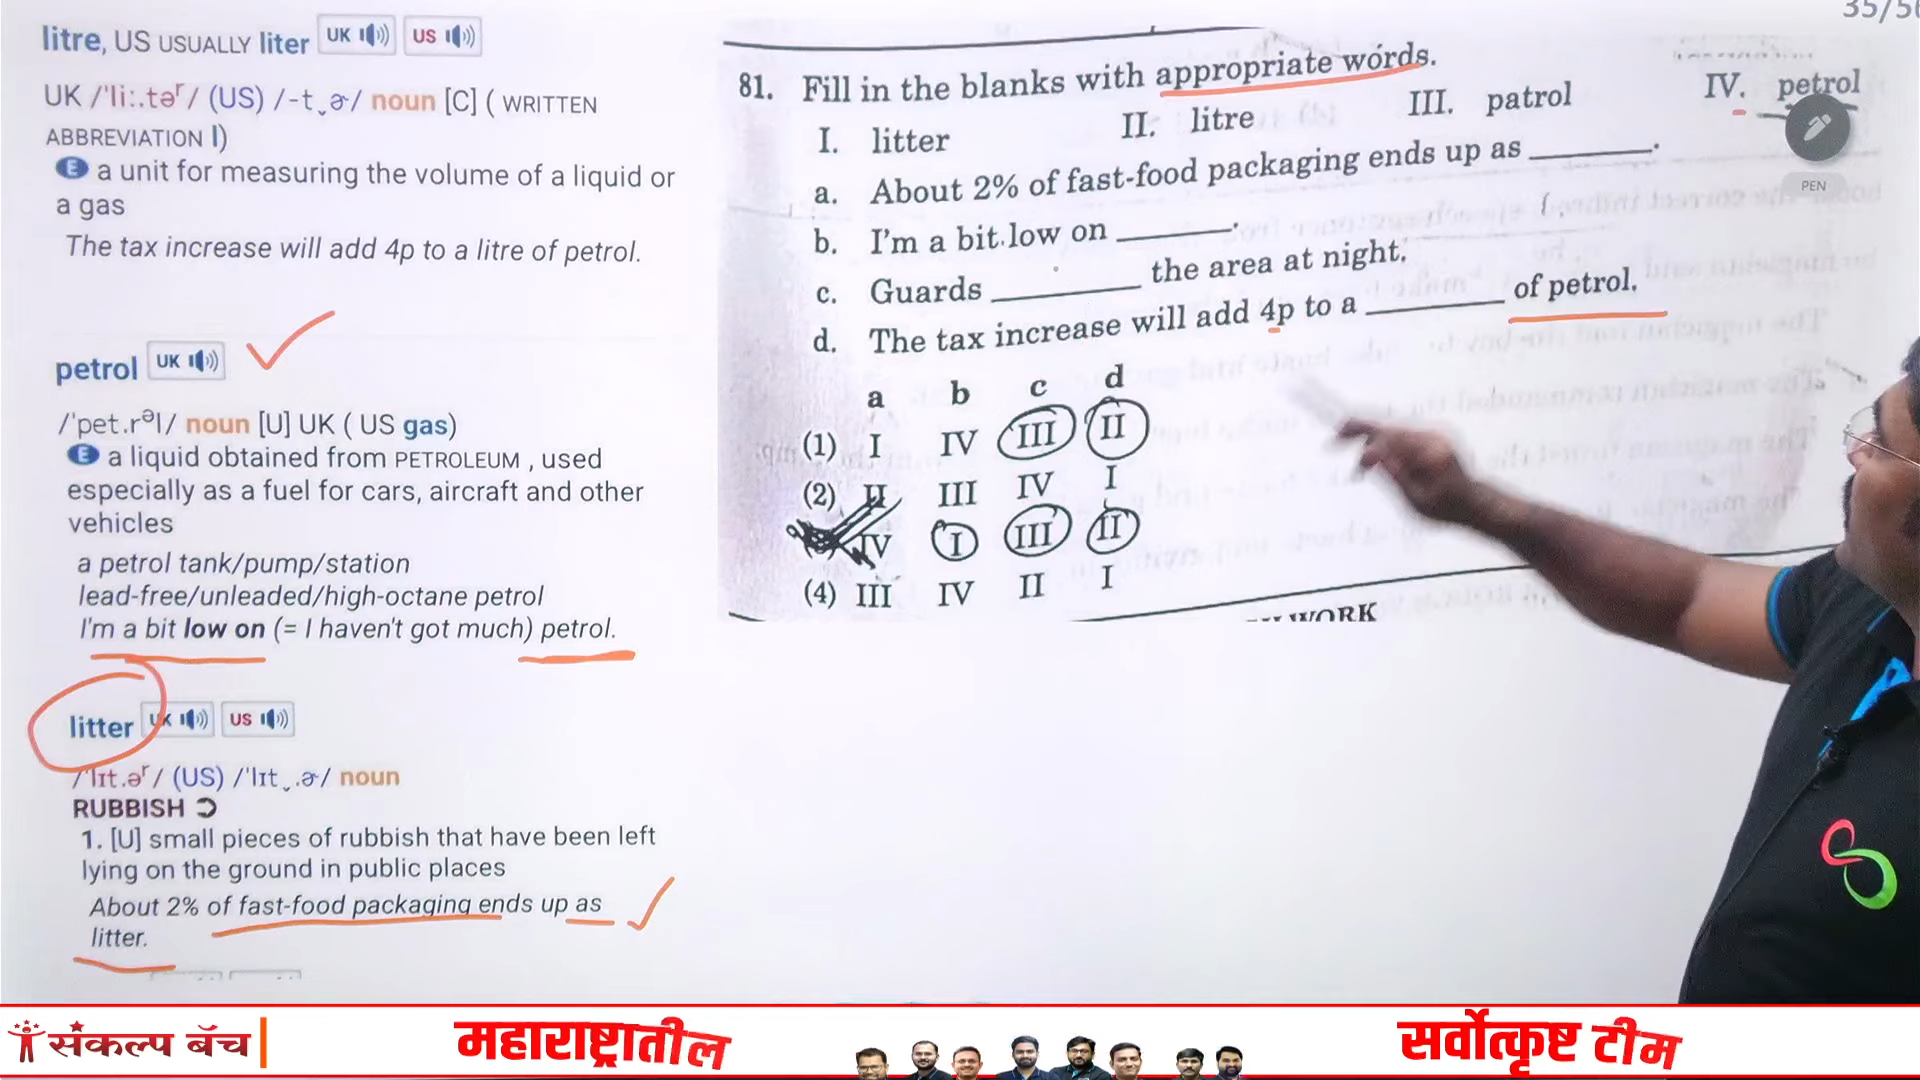 litre, US USUALLY liter UK US
UK /ˈliː.təʳ/ (US) /-t̬ɚ/ noun [C] ( WRITTEN
ABBREVIATION l)
E a unit for measuring the volume of a liquid or
a gas
The tax increase will add 4p to a litre of petrol.
petrol UK
/ˈpet.rᵊl/ noun [U] UK ( US gas)
E a liquid obtained from PETROLEUM , used
especially as a fuel for cars, aircraft and other
vehicles
a petrol tank/pump/station
lead-free/unleaded/high-octane petrol
I'm a bit low on (= I haven't got much) petrol.
litter UK US
/ˈlɪt.əʳ/ (US) /ˈlɪt̬.ɚ/ noun
RUBBISH
1. [U] small pieces of rubbish that have been left
lying on the ground in public places
About 2% of fast-food packaging ends up as
litter.
35/56
81. Fill in the blanks with appropriate words.
I. litter II. litre III. patrol IV. petrol
a. About 2% of fast-food packaging ends up as ________.
b. I'm a bit low on ________.
c. Guards ________ the area at night.
d. The tax increase will add 4p to a ________ of petrol.
a b c d
(1) I IV III II
(2) II III IV I
IV I III II
(4) III IV II I
WORK
PEN
संकल्प बॅच
महाराष्ट्रातील
सर्वोत्कृष्ट टीम